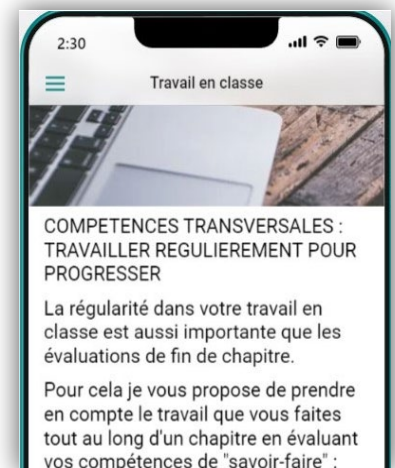 2:30
Travail en classe
COMPETENCES TRANSVERSALES :
TRAVAILLER REGULIEREMENT POUR
PROGRESSER
La régularité dans votre travail en
classe est aussi importante que les
évaluations de fin de chapitre.
Pour cela je vous propose de prendre
en compte le travail que vous faites
tout au long d'un chapitre en évaluant
vos compétences de "savoir-faire" :